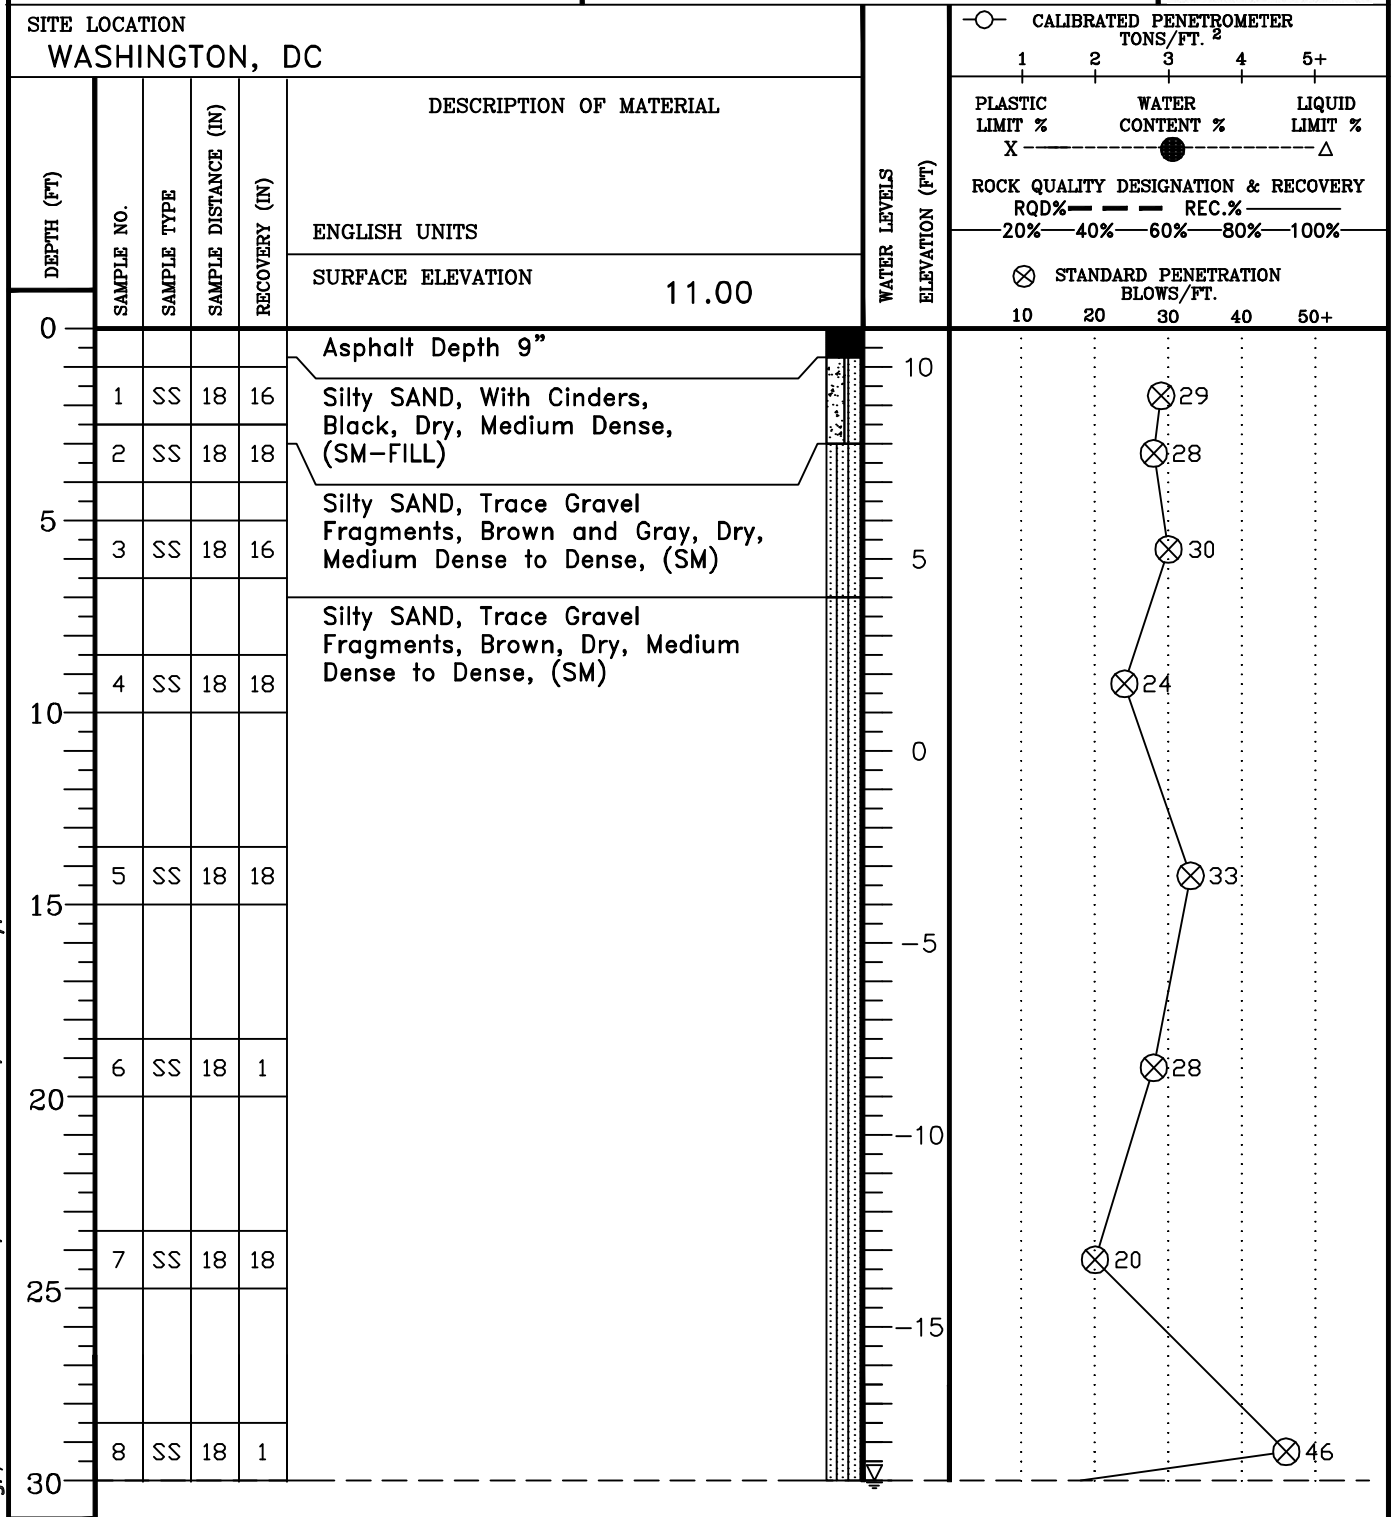 SITE LOCATION
WASHINGTON, DC
DEPTH (FT)
SAMPLE NO.
SAMPLE TYPE
SAMPLE DISTANCE (IN)
RECOVERY (IN)
DESCRIPTION OF MATERIAL
ENGLISH UNITS
SURFACE ELEVATION 11.00
WATER LEVELS
ELEVATION (FT)
CALIBRATED PENETROMETER
TONS/FT. 2
1 2 3 4 5+
PLASTIC WATER LIQUID
LIMIT % CONTENT % LIMIT %
X △
ROCK QUALITY DESIGNATION & RECOVERY
RQD% REC.%
20% 40% 60% 80% 100%
STANDARD PENETRATION
BLOWS/FT.
10 20 30 40 50+
0
Asphalt Depth 9"
10
1 SS 18 16 Silty SAND, With Cinders, 29
Black, Dry, Medium Dense,
2 SS 18 18 (SM-FILL) 28
Silty SAND, Trace Gravel
5
Fragments, Brown and Gray, Dry,
3 SS 18 16 Medium Dense to Dense, (SM) 5 30
Silty SAND, Trace Gravel
Fragments, Brown, Dry, Medium
Dense to Dense, (SM)
4 SS 18 18 24
10
0
5 SS 18 18 33
15
-5
6 SS 18 1 28
20
-10
7 SS 18 18 20
25
-15
8 SS 18 1 46
30